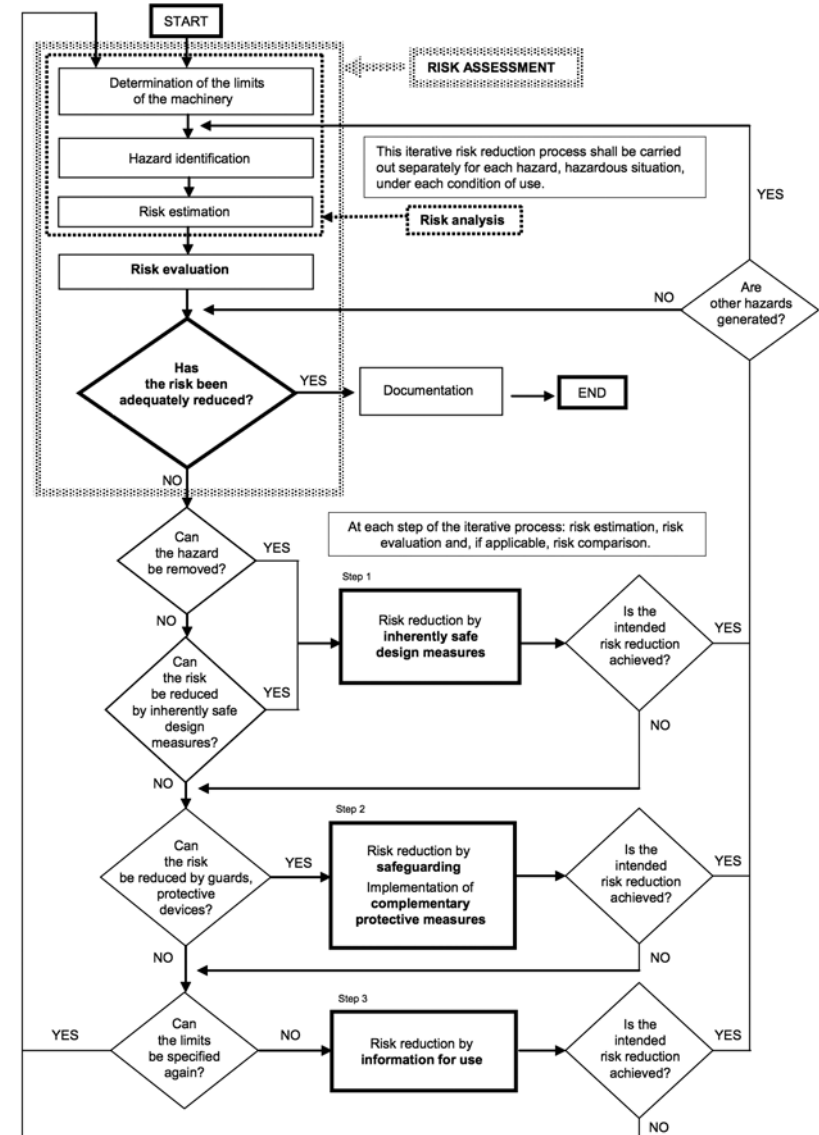 START
RISK ASSESSMENT
Determination of the limits
of the machinery
Hazard identification
This iterative risk reduction process shall be carried
out separately for each hazard, hazardous situation,
under each condition of use.
YES
Risk estimation
Risk analysis
Risk evaluation
Are
other hazards
generated?
NO
Has
the risk been
adequately reduced?
YES
Documentation
END
NO
At each step of the iterative process: risk estimation, risk
evaluation and, if applicable, risk comparison.
Can
the hazard
be removed?
YES
NO
Step 1
Risk reduction by
inherently safe
design measures
Is the
intended
risk reduction
achieved?
YES
NO
Can
the risk
be reduced
by inherently safe
design
measures?
YES
NO
Step 2
Can
the risk
be reduced by guards,
protective
devices?
YES
Risk reduction by
safeguarding
Implementation of
complementary
protective measures
Is the
intended
risk reduction
achieved?
YES
NO
NO
Step 3
YES
Can
the limits
be specified
again?
NO
Risk reduction by
information for use
Is the
intended
risk reduction
achieved?
YES
NO